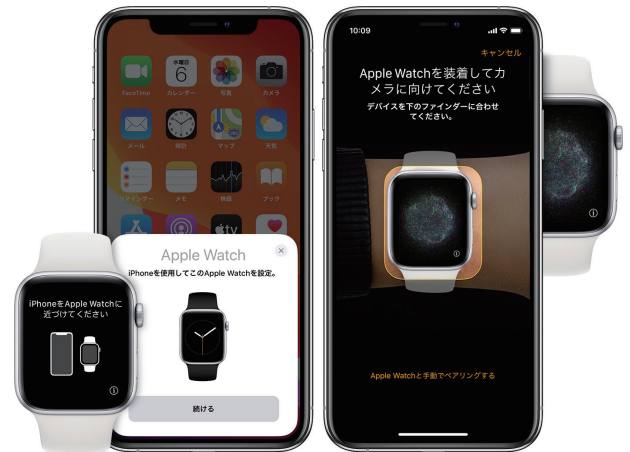 FaceTime
水曜日
6
カレンダー
写真
カメラ
メール
時計
マップ
天気
リマインダー
メモ
株価
ブック
tv
Apple Watch
iPhoneを使用してこのApple Watchを設定。
続ける
iPhoneをApple Watchに
近づけてください
10:09
キャンセル
Apple Watchを装着してカ
メラに向けてください
デバイスを下のファインダーに合わせ
てください。
Apple Watchと手動でペアリングする